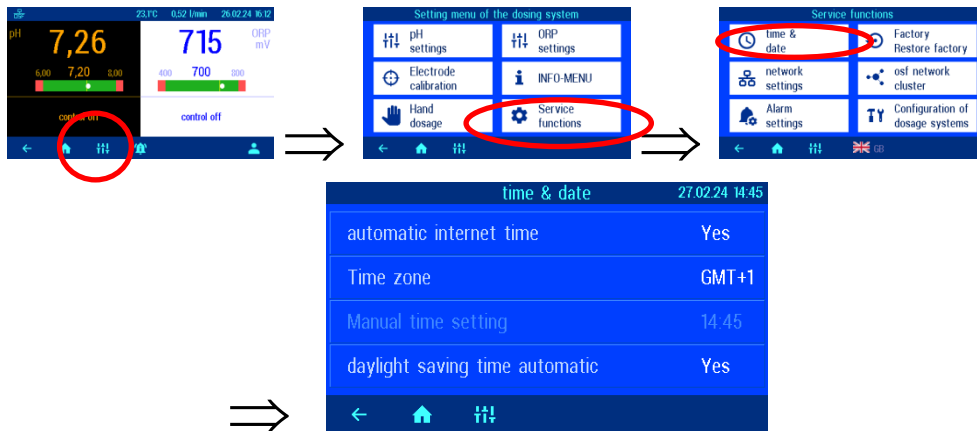 23,1°C 0,52 l/min 26.02.24 16:12
pH 7,26 715 ORP mV
6,00 7,20 8,00 400 700 800
control off control off
Setting menu of the dosing system
pH settings
ORP settings
Electrode calibration
INFO-MENU
Hand dosage
Service functions
Service functions
time & date
Factory Restore factory
network settings
osf network cluster
Alarm settings
Configuration of dosage systems
GB
time & date 27.02.24 14:45
automatic internet time Yes
Time zone GMT+1
Manual time setting 14:45
daylight saving time automatic Yes